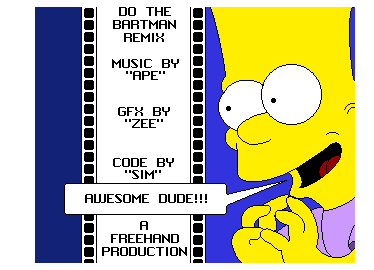 DO THE
BARTMAN
REMIX
MUSIC BY
"APE"
GFX BY
"ZEE"
CODE BY
"SIM"
AWESOME DUDE!!!
A
FREEHAND
PRODUCTION